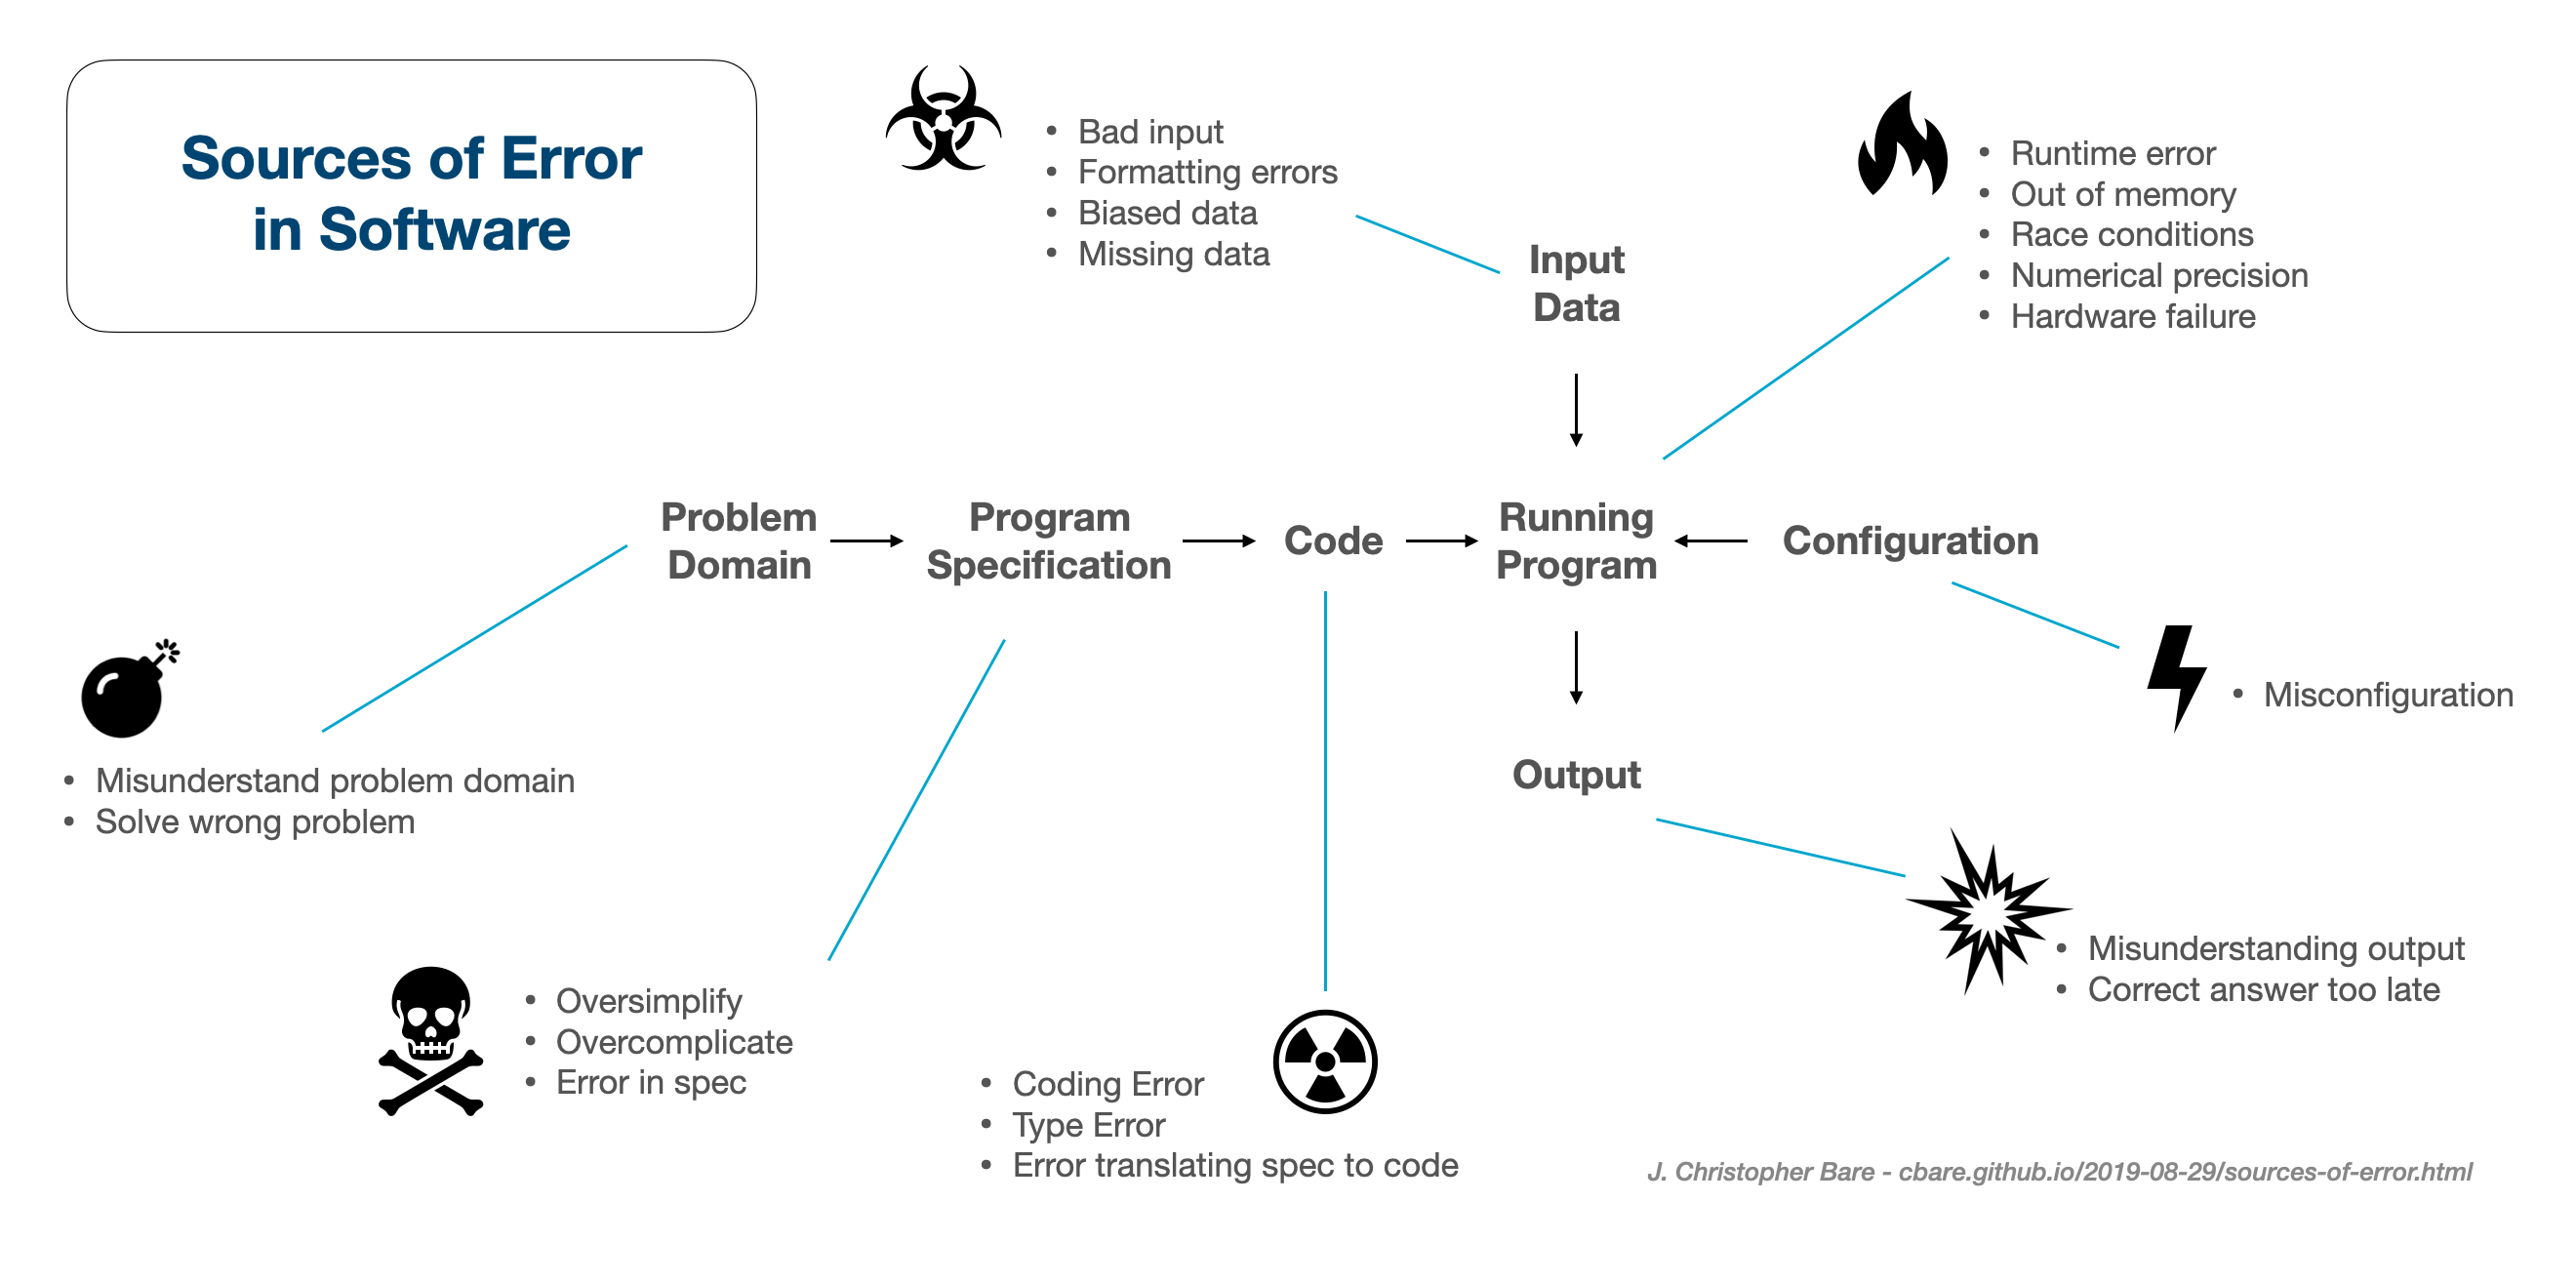 Sources of Error
in Software
• Bad input
• Formatting errors
• Biased data
• Missing data
Input
Data
• Runtime error
• Out of memory
• Race conditions
• Numerical precision
• Hardware failure
Problem
Domain
Program
Specification
Code
Running
Program
Configuration
• Misconfiguration
Output
• Misunderstand problem domain
• Solve wrong problem
• Misunderstanding output
• Correct answer too late
• Oversimplify
• Overcomplicate
• Error in spec
• Coding Error
• Type Error
• Error translating spec to code
J. Christopher Bare - cbare.github.io/2019-08-29/sources-of-error.html